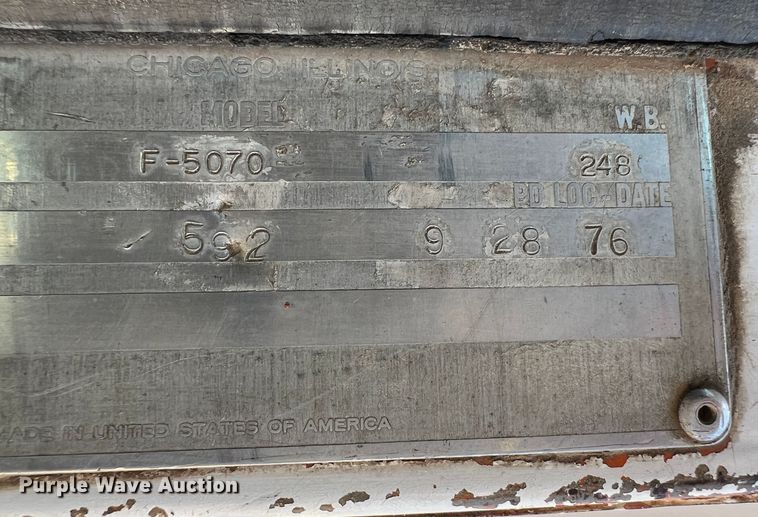 CHICAGO, ILLINOIS
MODEL W.B.
F-5070 248
PD LOC-DATE
592 9 28 76
MADE IN UNITED STATES OF AMERICA
Purple Wave Auction